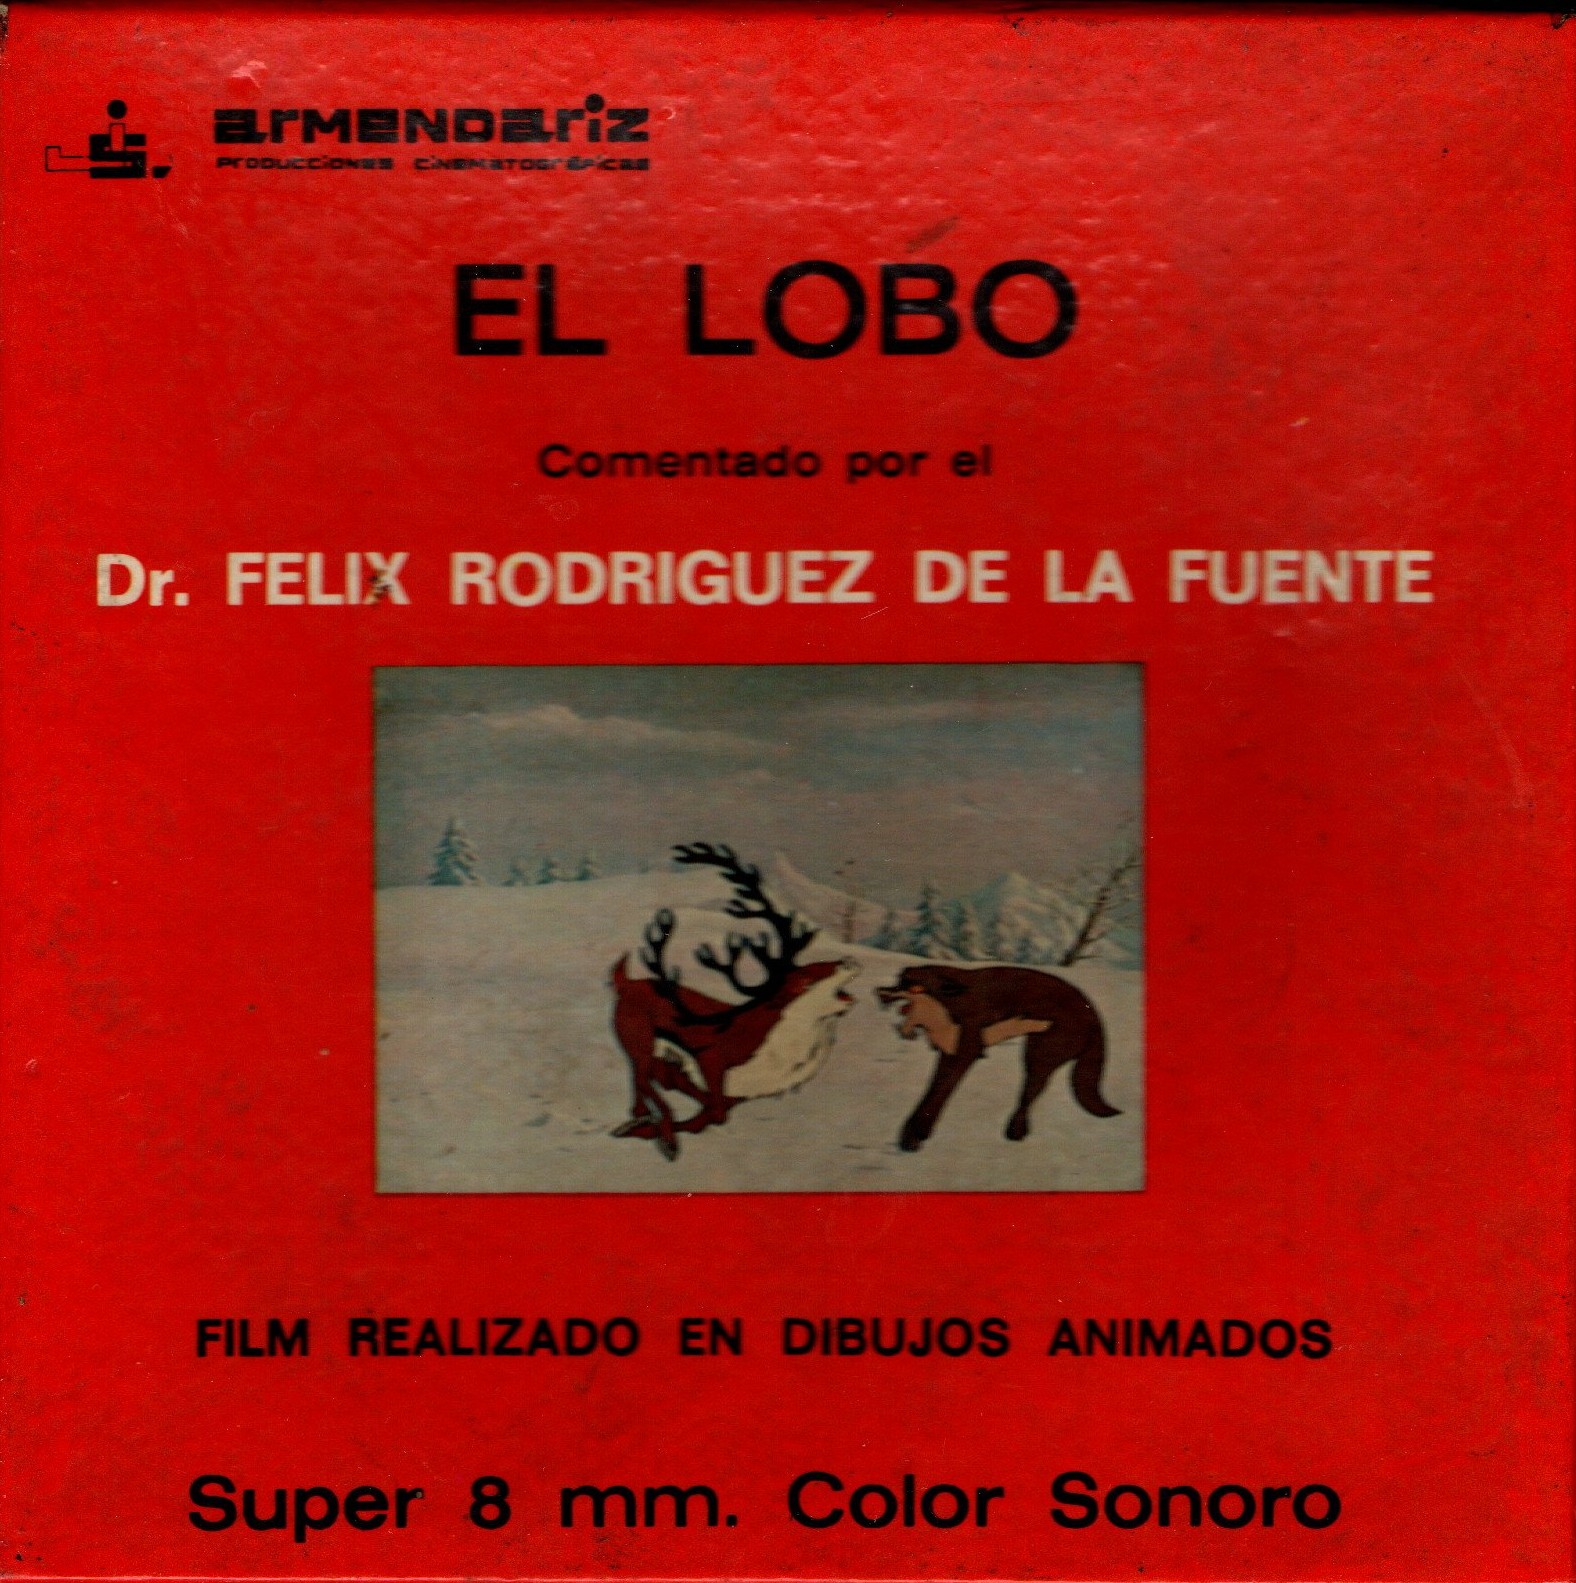 armendariz
producciones cinematográficas
EL LOBO
Comentado por el
Dr. FELIX RODRIGUEZ DE LA FUENTE
FILM REALIZADO EN DIBUJOS ANIMADOS
Super 8 mm. Color Sonoro